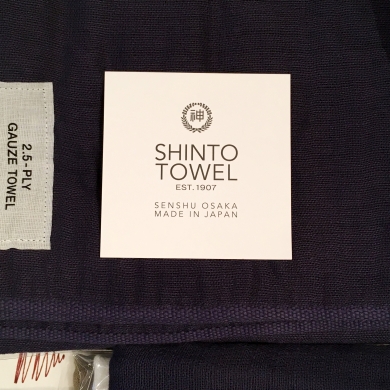 神
SHINTO
TOWEL
EST. 1907
SENSHU OSAKA
MADE IN JAPAN
2.5-PLY
GAUZE TOWEL